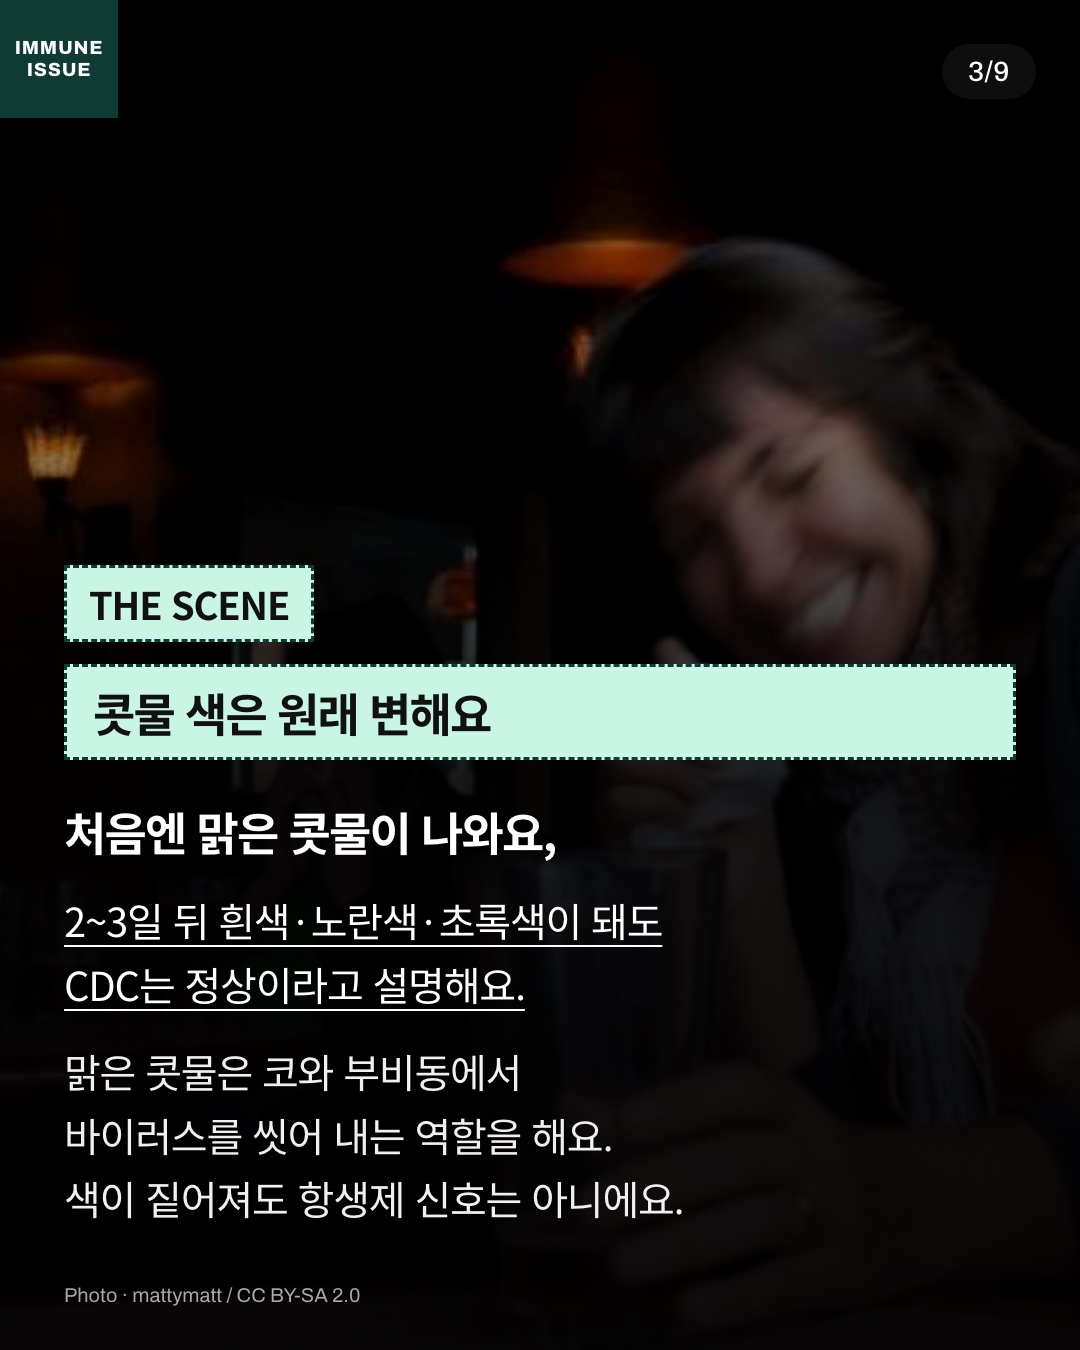 IMMUNE
ISSUE
3/9
THE SCENE
콧물 색은 원래 변해요
처음엔 맑은 콧물이 나와요,
2~3일 뒤 흰색·노란색·초록색이 돼도
CDC는 정상이라고 설명해요.
맑은 콧물은 코와 부비동에서
바이러스를 씻어 내는 역할을 해요.
색이 짙어져도 항생제 신호는 아니에요.
Photo · mattymatt / CC BY-SA 2.0